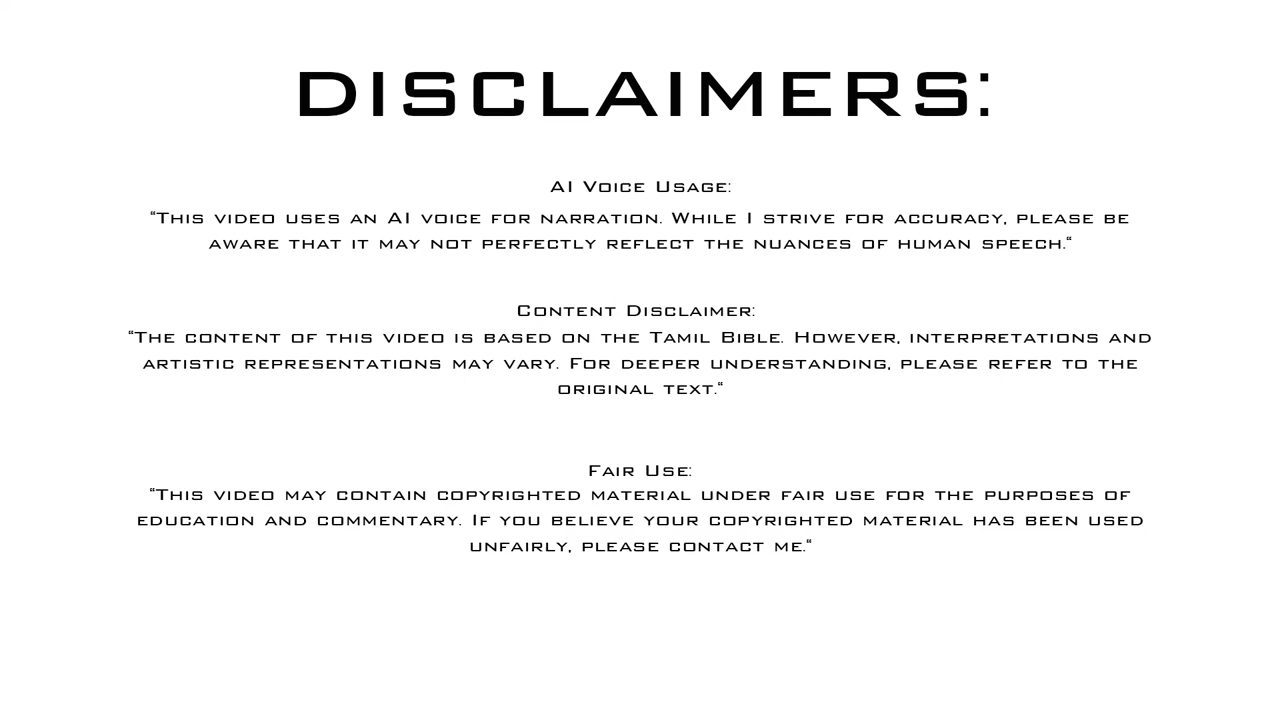 DISCLAIMERS:
AI Voice Usage:
“This video uses an AI voice for narration. While I strive for accuracy, please be
aware that it may not perfectly reflect the nuances of human speech.“
Content Disclaimer:
“The content of this video is based on the Tamil Bible. However, interpretations and
artistic representations may vary. For deeper understanding, please refer to the
original text.“
Fair Use:
“This video may contain copyrighted material under fair use for the purposes of
education and commentary. If you believe your copyrighted material has been used
unfairly, please contact me.“